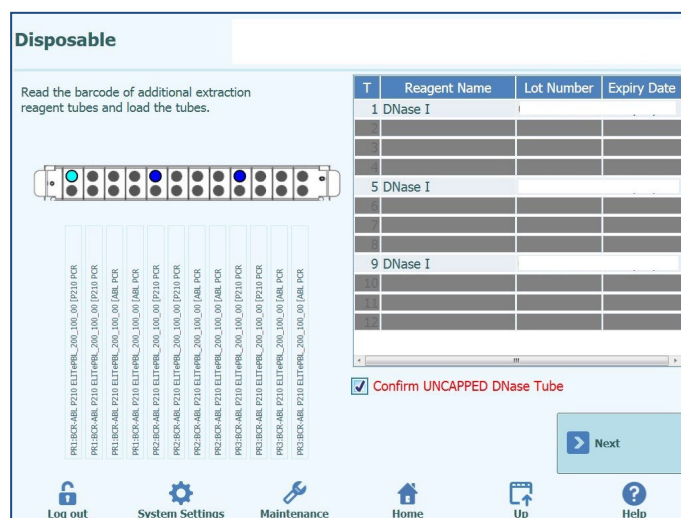 Disposable
Read the barcode of additional extraction
reagent tubes and load the tubes.
T Reagent Name Lot Number Expiry Date
1 DNase I
2
3
4
5 DNase I
6
7
8
9 DNase I
10
11
12
PR1:BCR-ABL P210 ELITePBL_200_100_00 [P210 PCR
PR1:BCR-ABL P210 ELITePBL_200_100_00 [P210 PCR
PR1:BCR-ABL P210 ELITePBL_200_100_00 [ABL PCR
PR1:BCR-ABL P210 ELITePBL_200_100_00 [ABL PCR
PR2:BCR-ABL P210 ELITePBL_200_100_00 [P210 PCR
PR2:BCR-ABL P210 ELITePBL_200_100_00 [P210 PCR
PR2:BCR-ABL P210 ELITePBL_200_100_00 [ABL PCR
PR2:BCR-ABL P210 ELITePBL_200_100_00 [ABL PCR
PR3:BCR-ABL P210 ELITePBL_200_100_00 [P210 PCR
PR3:BCR-ABL P210 ELITePBL_200_100_00 [P210 PCR
PR3:BCR-ABL P210 ELITePBL_200_100_00 [ABL PCR
PR3:BCR-ABL P210 ELITePBL_200_100_00 [ABL PCR
Confirm UNCAPPED DNase Tube
Next
Log out System Settings Maintenance Home Up Help